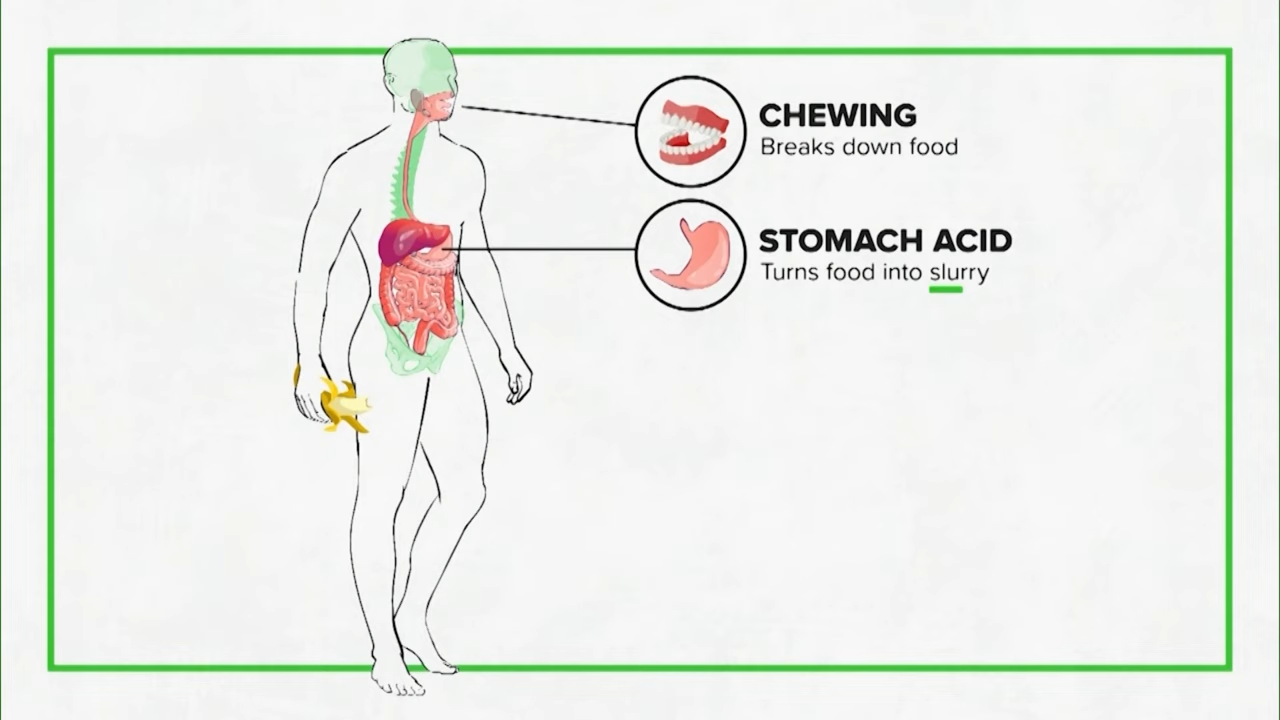 CHEWING
Breaks down food
STOMACH ACID
Turns food into slurry